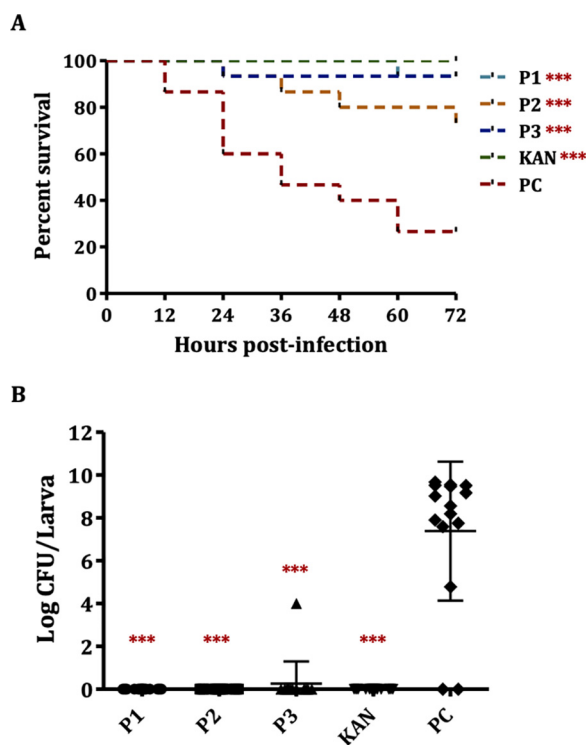 A
Percent survival
100
80
60
40
20
0
0 12 24 36 48 60 72
Hours post-infection
P1 ***
P2 ***
P3 ***
KAN ***
PC
B
Log CFU/Larva
12
10
8
6
4
2
0
*** *** *** ***
P1 P2 P3 KAN PC